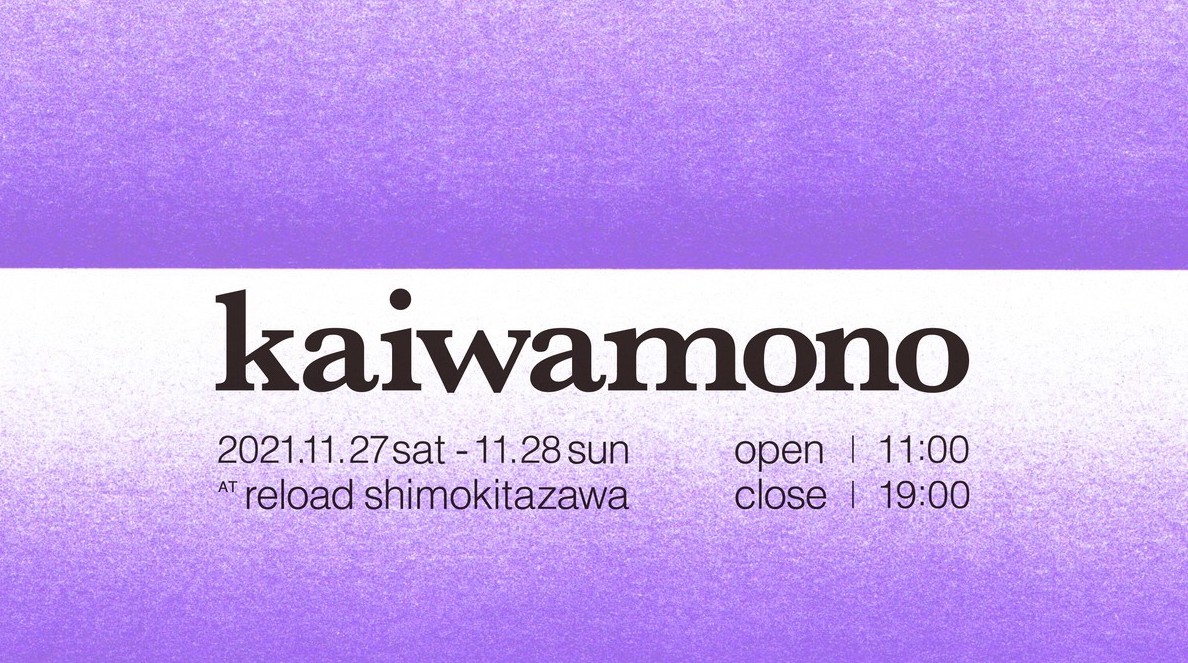 kaiwamono
2021.11.27 sat - 11.28 sun
AT reload shimokitazawa
open | 11:00
close | 19:00